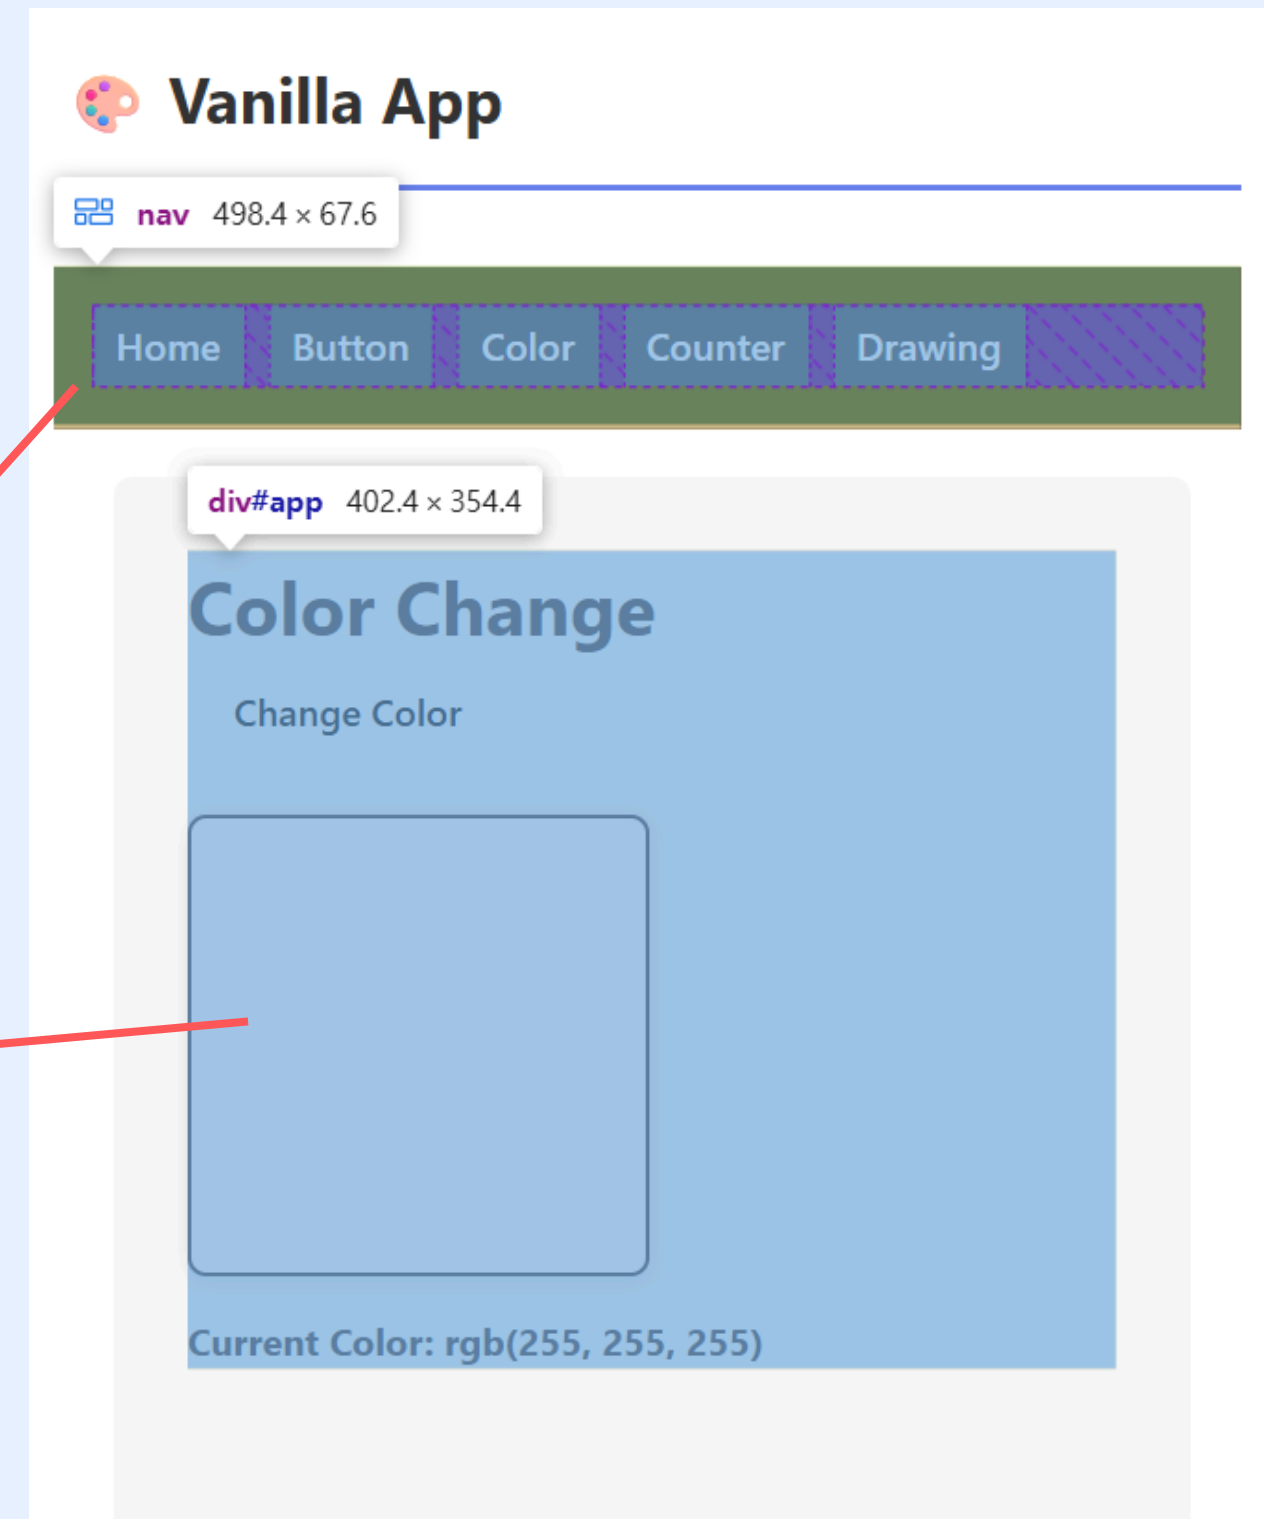 Vanilla App
nav 498.4 × 67.6
Home Button Color Counter Drawing
div#app 402.4 × 354.4
Color Change
Change Color
Current Color: rgb(255, 255, 255)